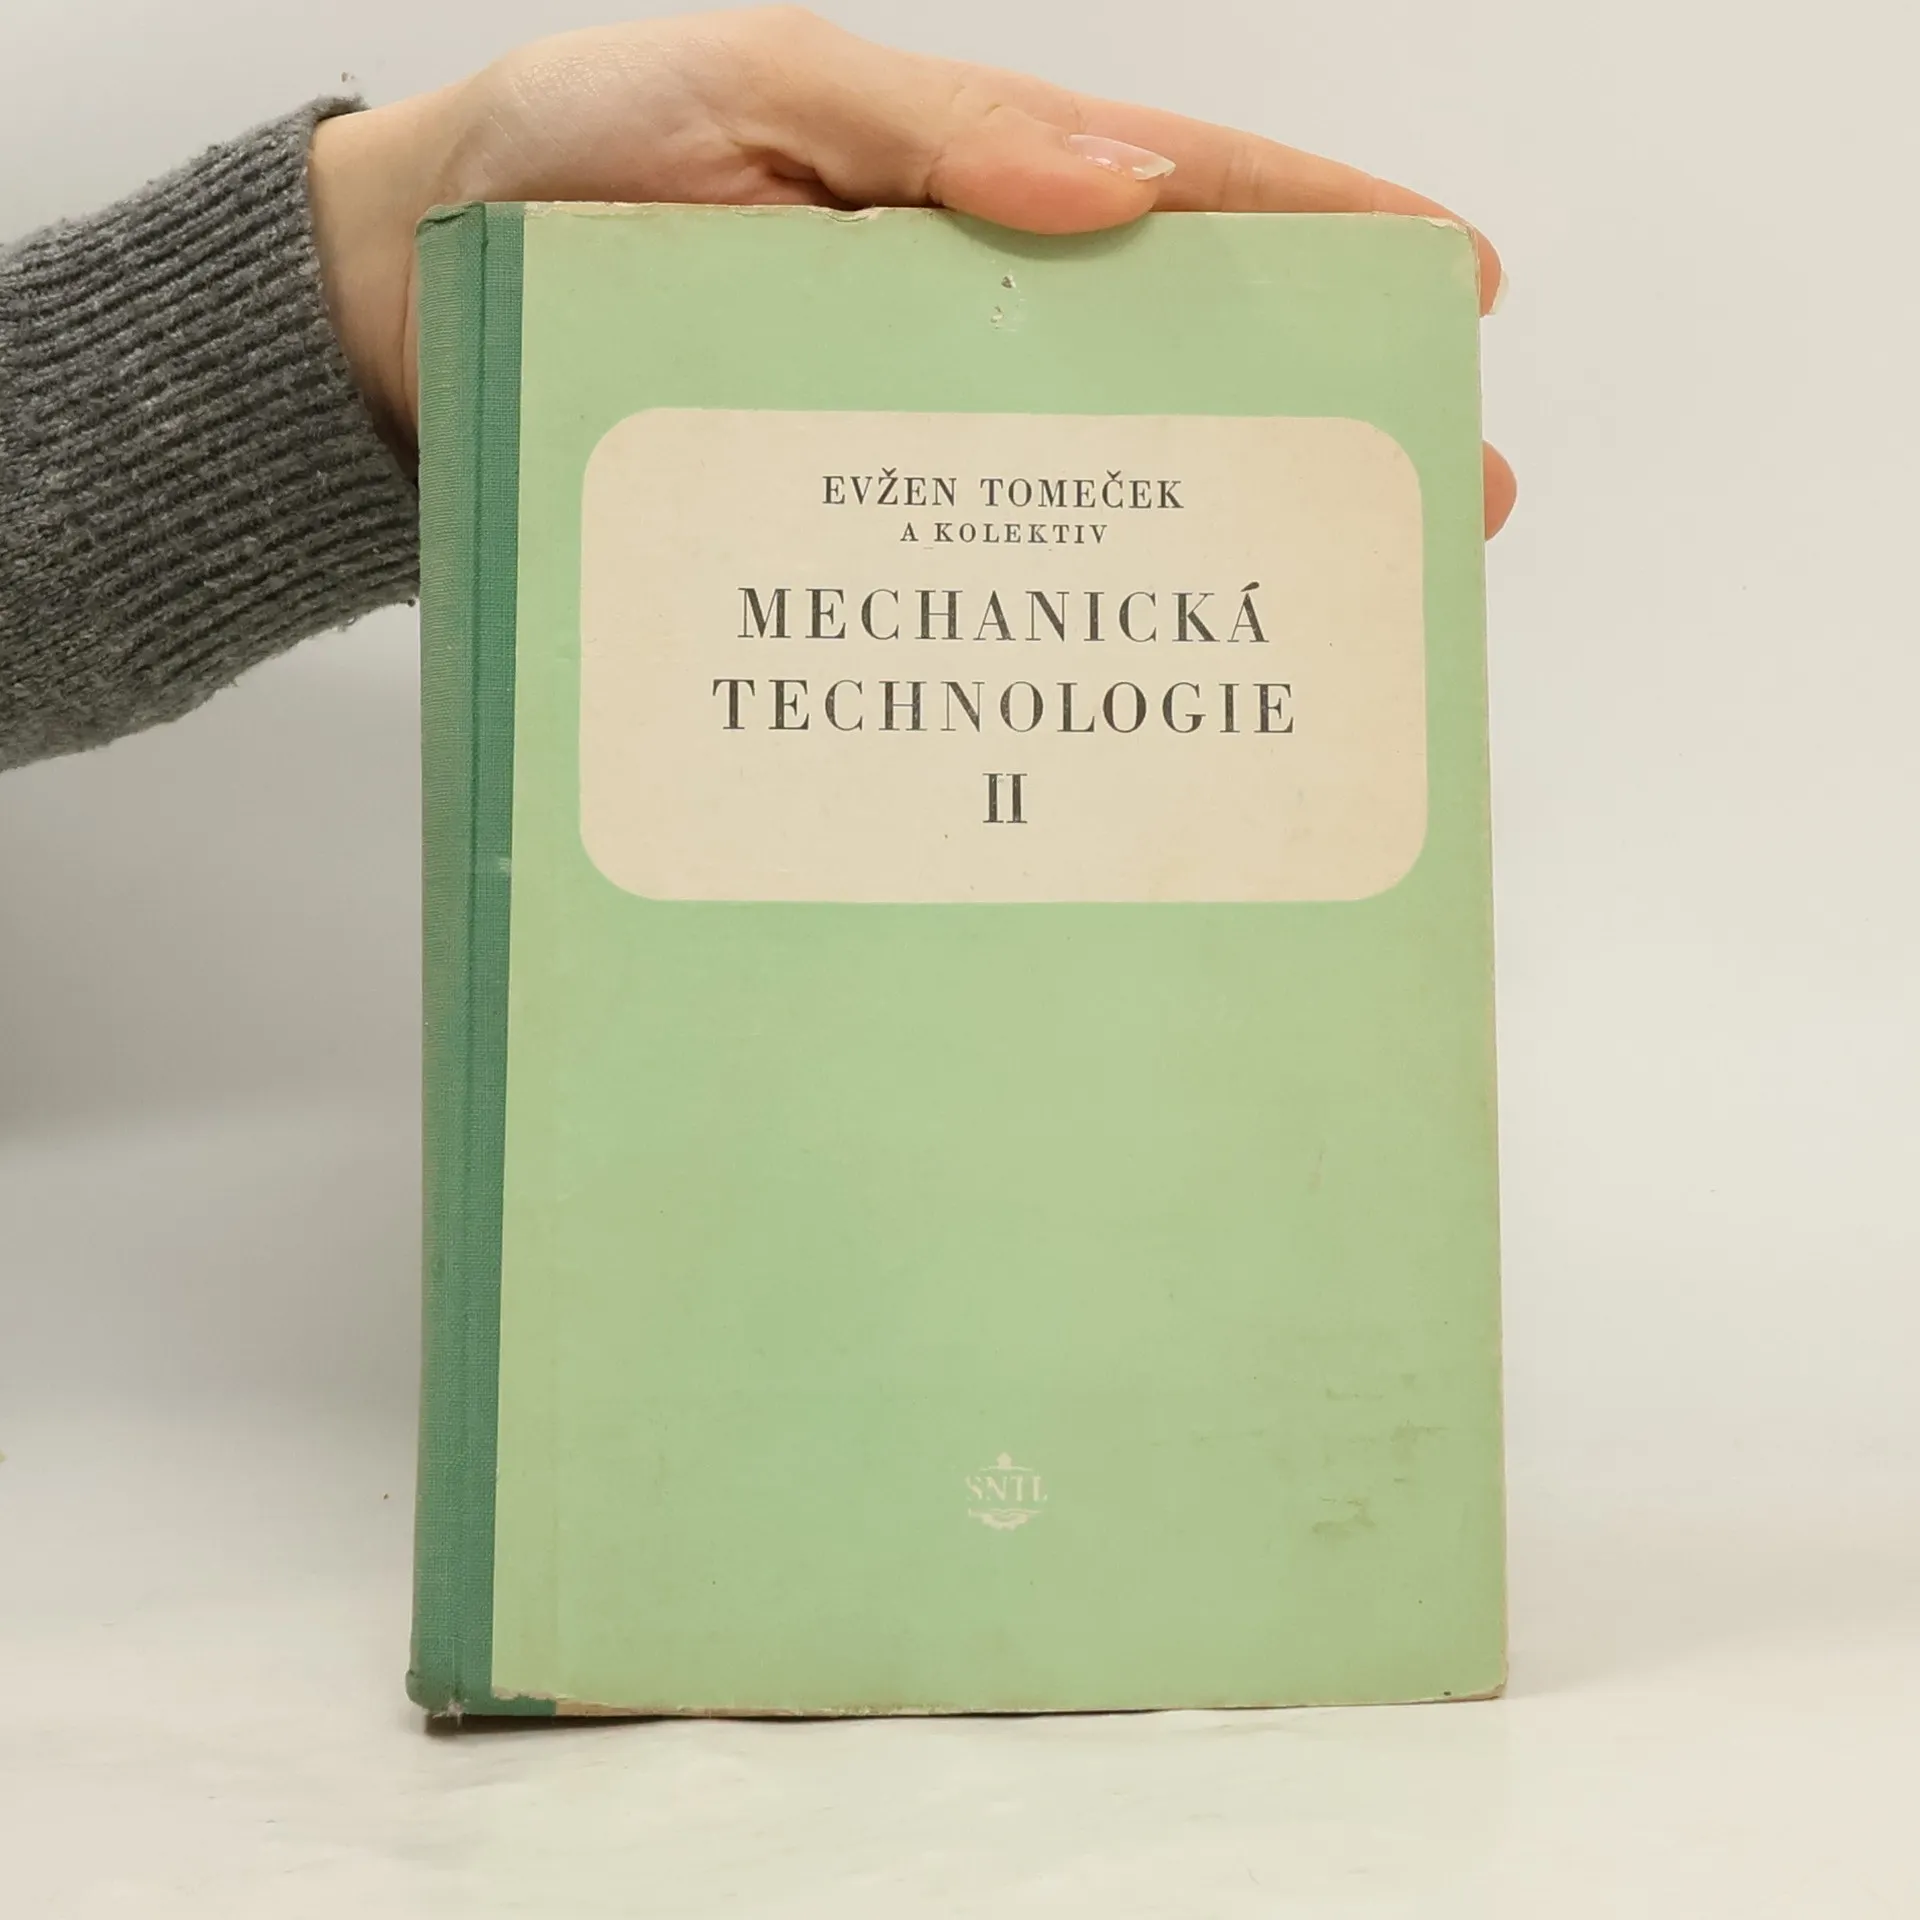 EVŽEN TOMEČEK
A KOLEKTIV
MECHANICKÁ
TECHNOLOGIE
II
SNTL